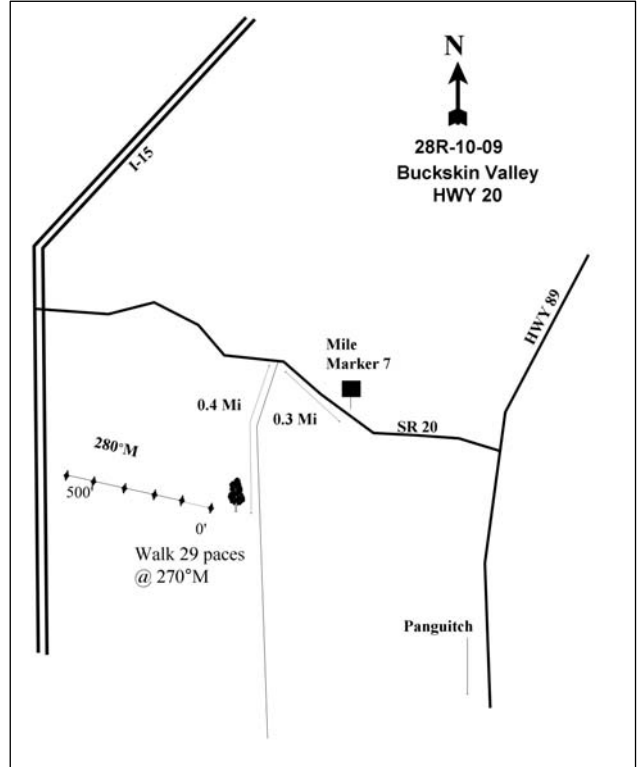 N
28R-10-09
Buckskin Valley
HWY 20
I-15
HWY 89
Mile
Marker 7
0.4 Mi
0.3 Mi
SR 20
280°M
500'
0'
Walk 29 paces
@ 270°M
Panguitch